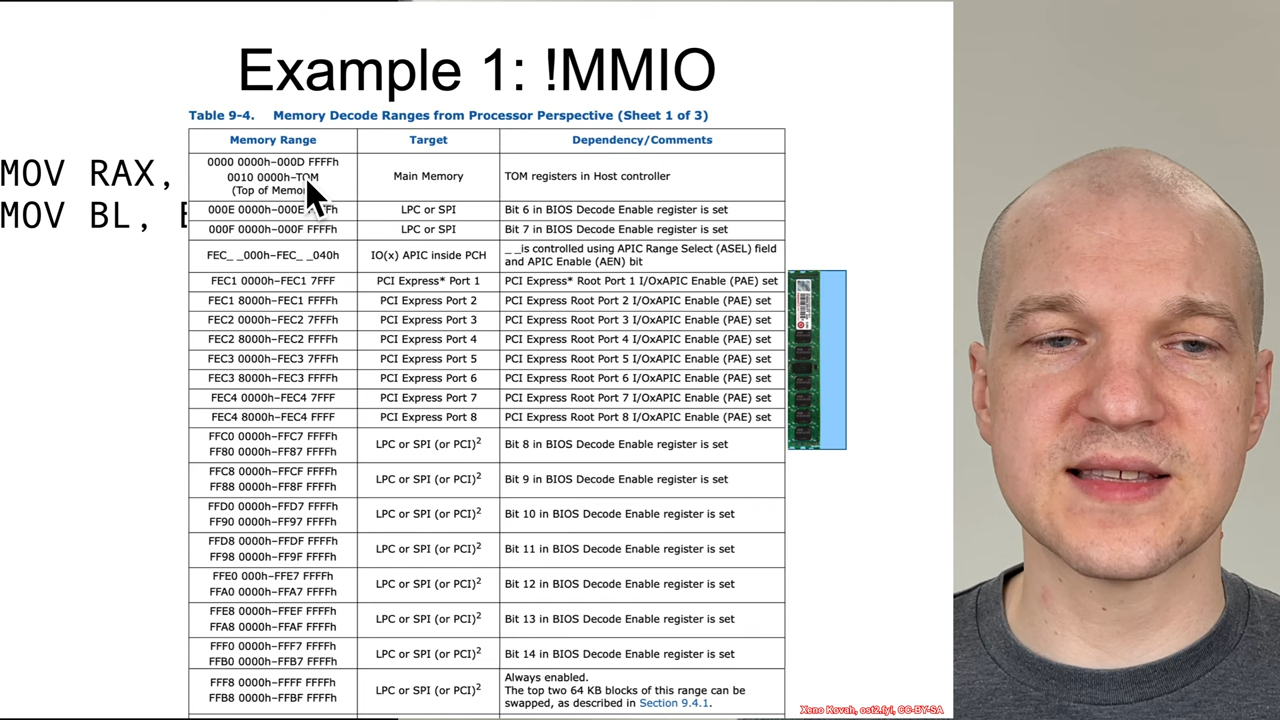 Example 1: !MMIO
MOV RAX,
MOV BL,
Table 9-4. Memory Decode Ranges from Processor Perspective (Sheet 1 of 3)
Memory Range Target Dependency/Comments
0000 0000h–000D FFFFh
0010 0000h–TOM
(Top of
Main Memory TOM registers in Host controller
000E 0000h– LPC or SPI Bit 6 in BIOS Decode Enable register is set
000F 0000h–000F FFFFh LPC or SPI Bit 7 in BIOS Decode Enable register is set
FEC_ _000h–FEC_ _040h IO(x) APIC inside PCH _ _is controlled using APIC Range Select (ASEL) field
and APIC Enable (AEN) bit
FEC1 0000h–FEC1 7FFF PCI Express* Port 1 PCI Express* Root Port 1 I/OxAPIC Enable (PAE) set
FEC1 8000h–FEC1 FFFFh PCI Express Port 2 PCI Express Root Port 2 I/OxAPIC Enable (PAE) set
FEC2 0000h–FEC2 7FFFh PCI Express Port 3 PCI Express Root Port 3 I/OxAPIC Enable (PAE) set
FEC2 8000h–FEC2 FFFFh PCI Express Port 4 PCI Express Root Port 4 I/OxAPIC Enable (PAE) set
FEC3 0000h–FEC3 7FFFh PCI Express Port 5 PCI Express Root Port 5 I/OxAPIC Enable (PAE) set
FEC3 8000h–FEC3 FFFFh PCI Express Port 6 PCI Express Root Port 6 I/OxAPIC Enable (PAE) set
FEC4 0000h–FEC4 7FFF PCI Express Port 7 PCI Express Root Port 7 I/OxAPIC Enable (PAE) set
FEC4 8000h–FEC4 FFFF PCI Express Port 8 PCI Express Root Port 8 I/OxAPIC Enable (PAE) set
FFC0 0000h–FFC7 FFFFh
FF80 0000h–FF87 FFFFh
LPC or SPI (or PCI)2 Bit 8 in BIOS Decode Enable register is set
FFC8 0000h–FFCF FFFFh
FF88 0000h–FF8F FFFFh
LPC or SPI (or PCI)2 Bit 9 in BIOS Decode Enable register is set
FFD0 0000h–FFD7 FFFFh
FF90 0000h–FF97 FFFFh
LPC or SPI (or PCI)2 Bit 10 in BIOS Decode Enable register is set
FFD8 0000h–FFDF FFFFh
FF98 0000h–FF9F FFFFh
LPC or SPI (or PCI)2 Bit 11 in BIOS Decode Enable register is set
FFE0 000h–FFE7 FFFFh
FFA0 0000h–FFA7 FFFFh
LPC or SPI (or PCI)2 Bit 12 in BIOS Decode Enable register is set
FFE8 0000h–FFEF FFFFh
FFA8 0000h–FFAF FFFFh
LPC or SPI (or PCI)2 Bit 13 in BIOS Decode Enable register is set
FFF0 0000h–FFF7 FFFFh
FFB0 0000h–FFB7 FFFFh
LPC or SPI (or PCI)2 Bit 14 in BIOS Decode Enable register is set
FFF8 0000h–FFFF FFFFh
FFB8 0000h–FFBF FFFFh
LPC or SPI (or PCI)2 Always enabled.
The top two 64 KB blocks of this range can be
swapped, as described in Section 9.4.1.
Xeno Kovah, ost2.fyi, CC-BY-SA